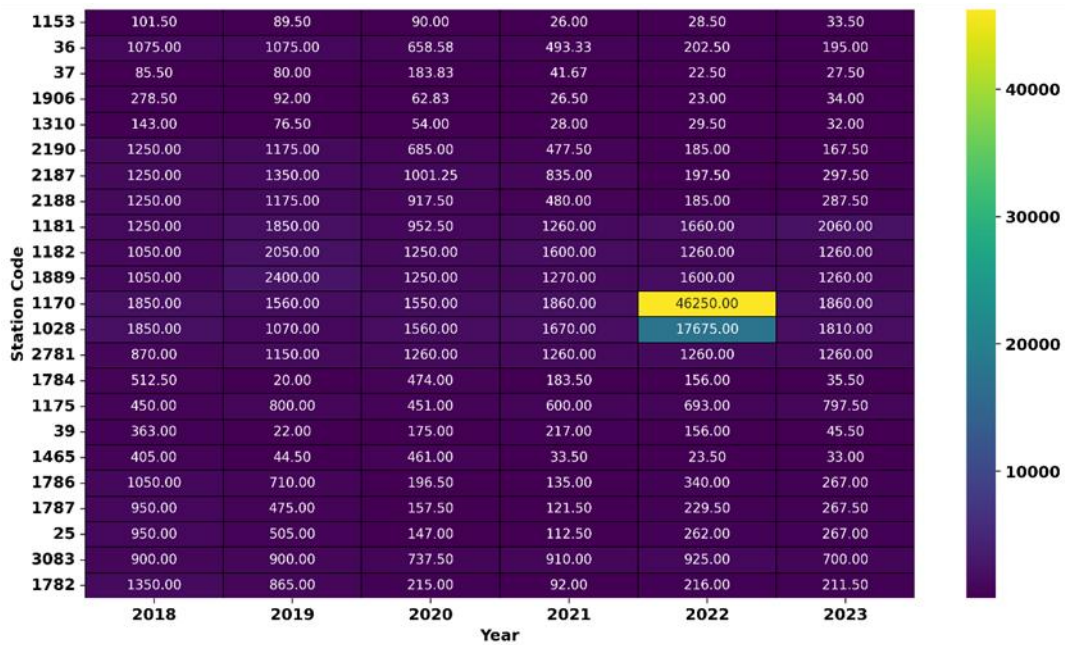 1153 101.50 89.50 90.00 26.00 28.50 33.50
36 1075.00 1075.00 658.58 493.33 202.50 195.00
37 85.50 80.00 183.83 41.67 22.50 27.50
1906 278.50 92.00 62.83 26.50 23.00 34.00
40000
1310 143.00 76.50 54.00 28.00 29.50 32.00
2190 1250.00 1175.00 685.00 477.50 185.00 167.50
2187 1250.00 1350.00 1001.25 835.00 197.50 297.50
2188 1250.00 1175.00 917.50 480.00 185.00 287.50
30000
1181 1250.00 1850.00 952.50 1260.00 1660.00 2060.00
1182 1050.00 2050.00 1250.00 1600.00 1260.00 1260.00
1889 1050.00 2400.00 1250.00 1270.00 1600.00 1260.00
Station Code
1170 1850.00 1560.00 1550.00 1860.00 46250.00 1860.00
1028 1850.00 1070.00 1560.00 1670.00 17675.00 1810.00
20000
2781 870.00 1150.00 1260.00 1260.00 1260.00 1260.00
1784 512.50 20.00 474.00 183.50 156.00 35.50
1175 450.00 800.00 451.00 600.00 693.00 797.50
39 363.00 22.00 175.00 217.00 156.00 45.50
1465 405.00 44.50 461.00 33.50 23.50 33.00
10000
1786 1050.00 710.00 196.50 135.00 340.00 267.00
1787 950.00 475.00 157.50 121.50 229.50 267.50
25 950.00 505.00 147.00 112.50 262.00 267.00
3083 900.00 900.00 737.50 910.00 925.00 700.00
1782 1350.00 865.00 215.00 92.00 216.00 211.50
2018 2019 2020 2021 2022 2023
Year